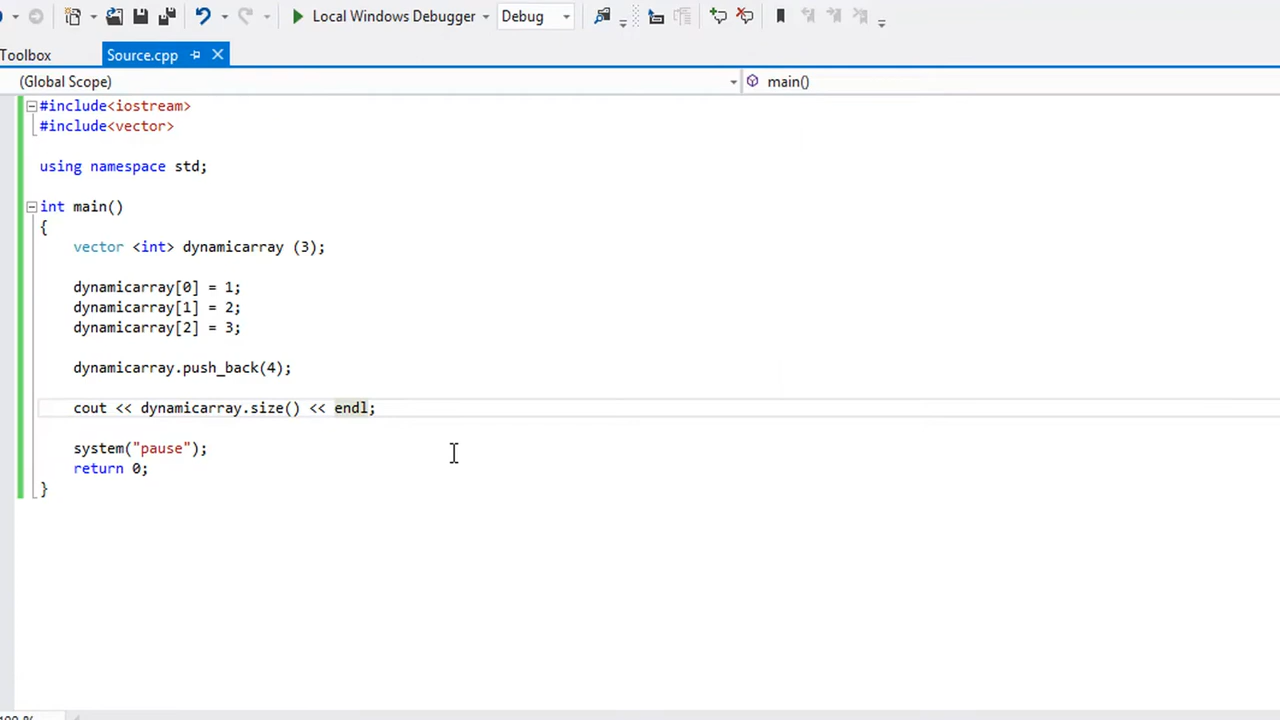 Local Windows Debugger Debug
Toolbox Source.cpp
(Global Scope) main()
#include<iostream>
#include<vector>
using namespace std;
int main()
{
vector <int> dynamicarray (3);
dynamicarray[0] = 1;
dynamicarray[1] = 2;
dynamicarray[2] = 3;
dynamicarray.push_back(4);
cout << dynamicarray.size() << endl;
system("pause");
return 0;
}